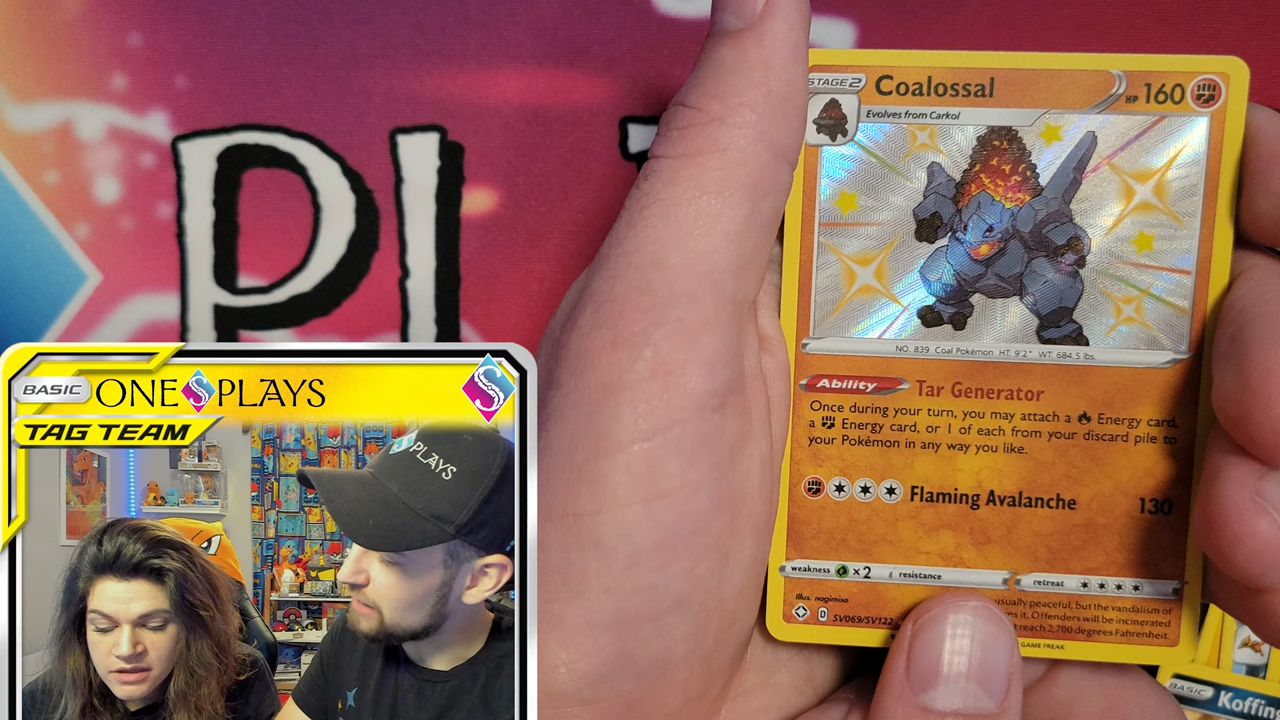 PL
BASIC
ONE S PLAYS
S
TAG TEAM
PLAYS
STAGE 2
Coalossal
HP 160
Evolves from Carkol
NO. 839 Coal Pokémon HT: 9'2" WT: 684.5 lbs.
Ability Tar Generator
Once during your turn, you may attach a Energy card,
a Energy card, or 1 of each from your discard pile to
your Pokémon in any way you like.
Flaming Avalanche 130
weakness ×2 resistance retreat
Illus. nagimiso
D SV069/SV122
usually peaceful, but the vandalism of
it. Offenders will be incinerated
reach 2,700 degrees Fahrenheit.
GAME FREAK
BASIC Koffing